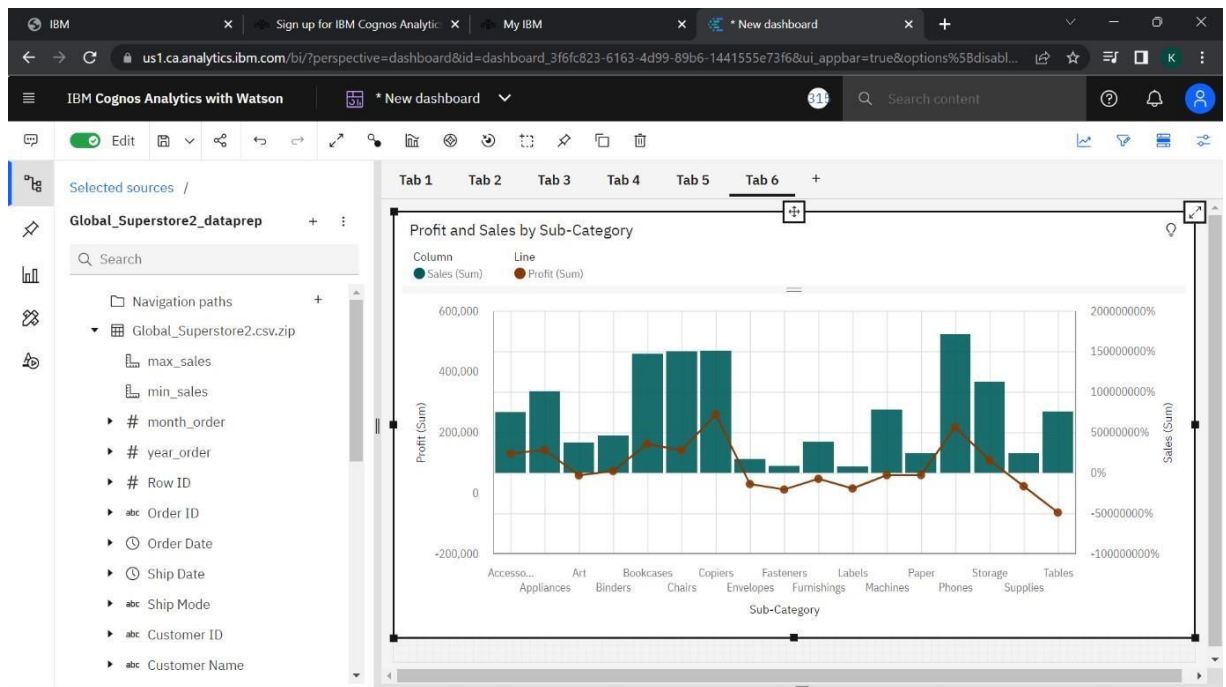 IBM
Sign up for IBM Cognos Analytic
My IBM
* New dashboard
us1.ca.analytics.ibm.com/bi/?perspective=dashboard&id=dashboard_3f6fc823-6163-4d99-89b6-1441555e73f6&ui_appbar=true&options%5Bdisabl...
K
IBM Cognos Analytics with Watson
* New dashboard
Search content
Edit
Selected sources /
Tab 1 Tab 2 Tab 3 Tab 4 Tab 5 Tab 6 +
Global_Superstore2_dataprep
Search
Navigation paths
Global_Superstore2.csv.zip
max_sales
min_sales
# month_order
# year_order
# Row ID
abc Order ID
Order Date
Ship Date
abc Ship Mode
abc Customer ID
abc Customer Name
Profit and Sales by Sub-Category
Column Line
Sales (Sum) Profit (Sum)
600,000
400,000
200,000
0
-200,000
Profit (Sum)
200000000%
150000000%
100000000%
50000000%
0%
-50000000%
-100000000%
Sales (Sum)
Accesso... Art Bookcases Copiers Fasteners Labels Paper Storage Tables
Appliances Binders Chairs Envelopes Furnishings Machines Phones Supplies
Sub-Category